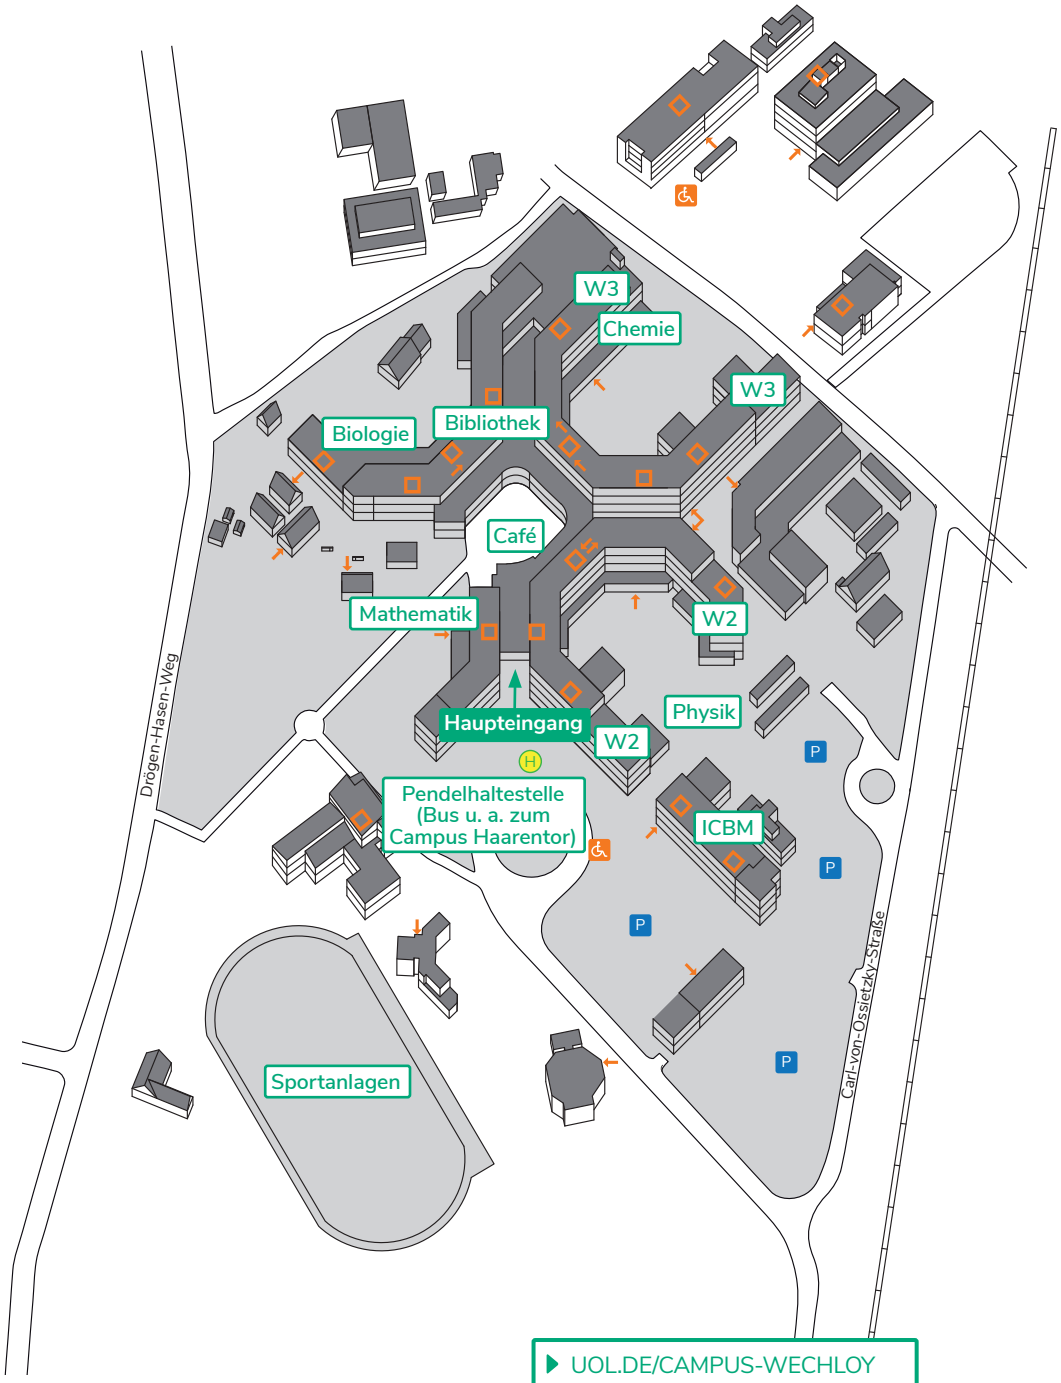 W3
Chemie
W3
Bibliothek
Biologie
Café
Mathematik
W2
Drögen-Hasen-Weg
Physik
Haupteingang
W2
P
H
Pendelhaltestelle
(Bus u. a. zum
Campus Haarentor)
ICBM
P
P
Carl-von-Ossietzky-Straße
P
Sportanlagen
UOL.DE/CAMPUS-WECHLOY